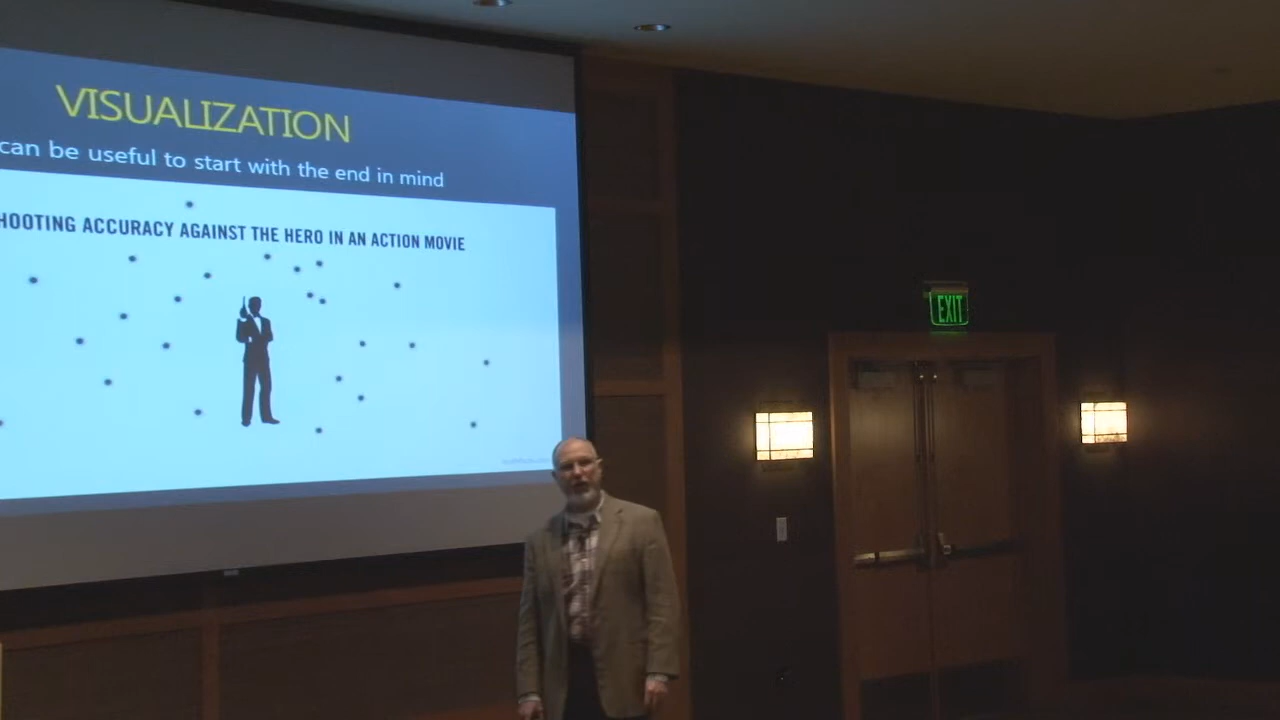 VISUALIZATION
can be useful to start with the end in mind
HOOTING ACCURACY AGAINST THE HERO IN AN ACTION MOVIE
EXIT